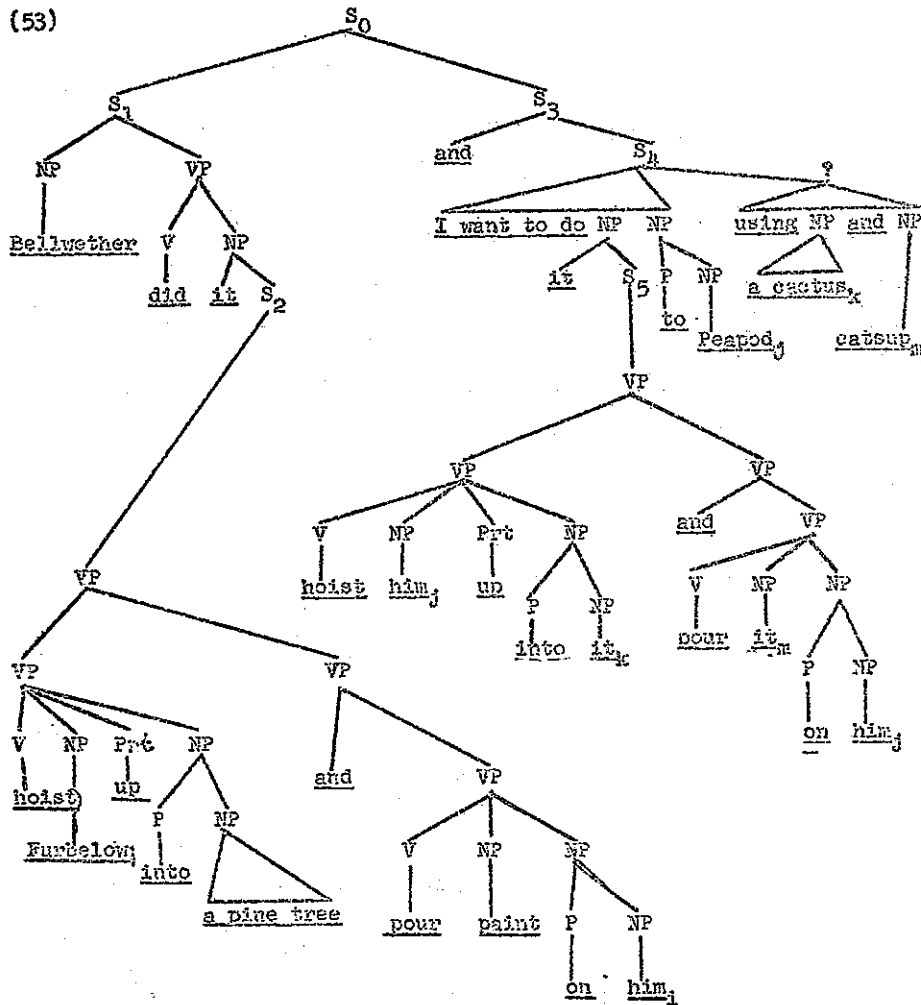 (53)
S0
S1 S3
NP VP and S4 ?
Bellwether V NP I want to do NP NP using NP and NP
did it S2 it S5 P NP a cactusk
to Peapodj catsupm
VP
VP VP
V NP Prt NP and VP
hoist himj up P NP V NP NP
into itk pour itm P NP
on himj
VP
VP VP
V NP Prt NP and VP
hoist up P NP
Furbelowi into V NP NP
a pine tree pour paint P NP
on himi